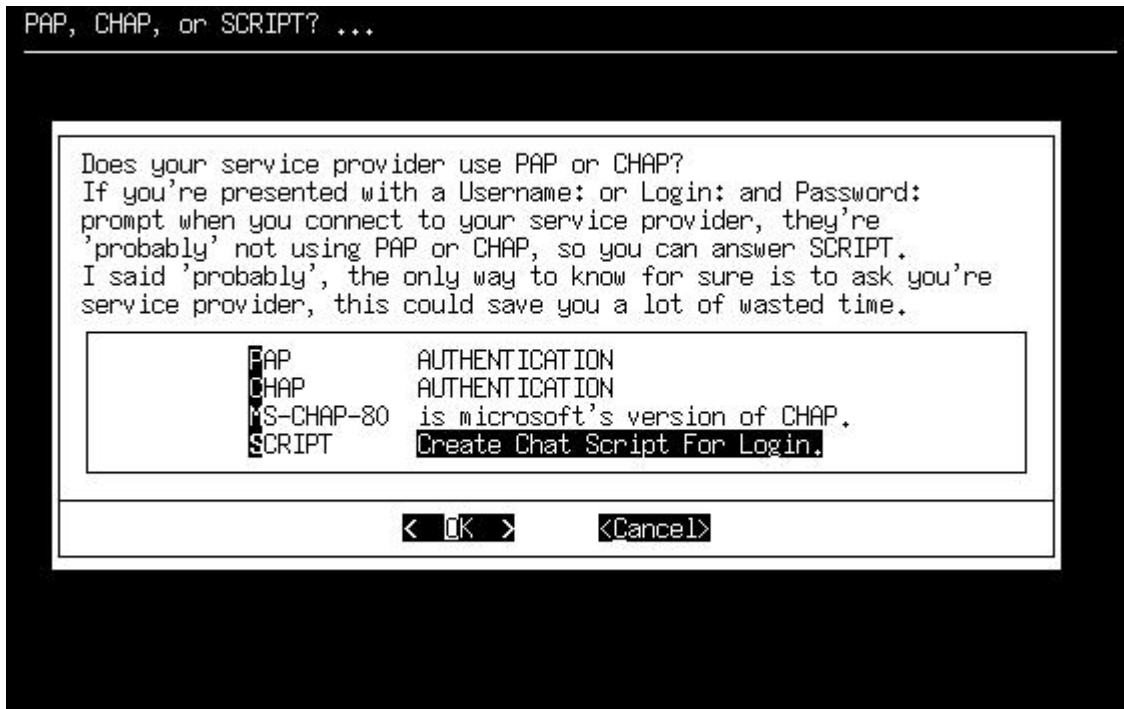 PAP, CHAP, or SCRIPT? ...
Does your service provider use PAP or CHAP?
If you're presented with a Username: or Login: and Password:
prompt when you connect to your service provider, they're
'probably' not using PAP or CHAP, so you can answer SCRIPT.
I said 'probably', the only way to know for sure is to ask you're
service provider, this could save you a lot of wasted time.
PAP AUTHENTICATION
CHAP AUTHENTICATION
MS-CHAP-80 is microsoft's version of CHAP.
SCRIPT Create Chat Script For Login.
< OK > <Cancel>